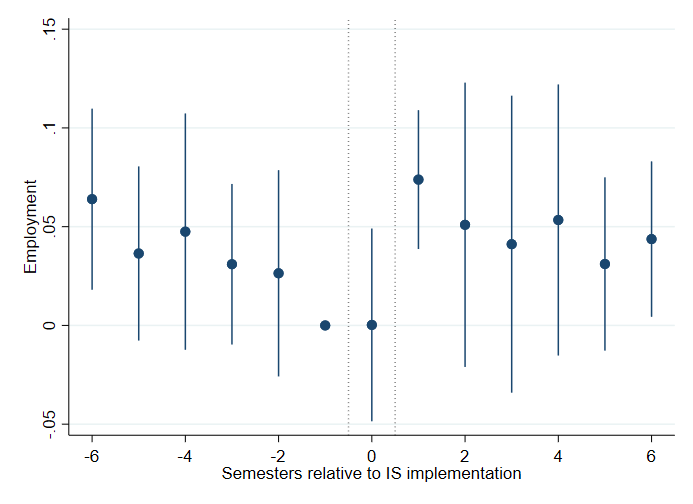 .15
.1
.05
0
-.05
Employment
-6 -4 -2 0 2 4 6
Semesters relative to IS implementation